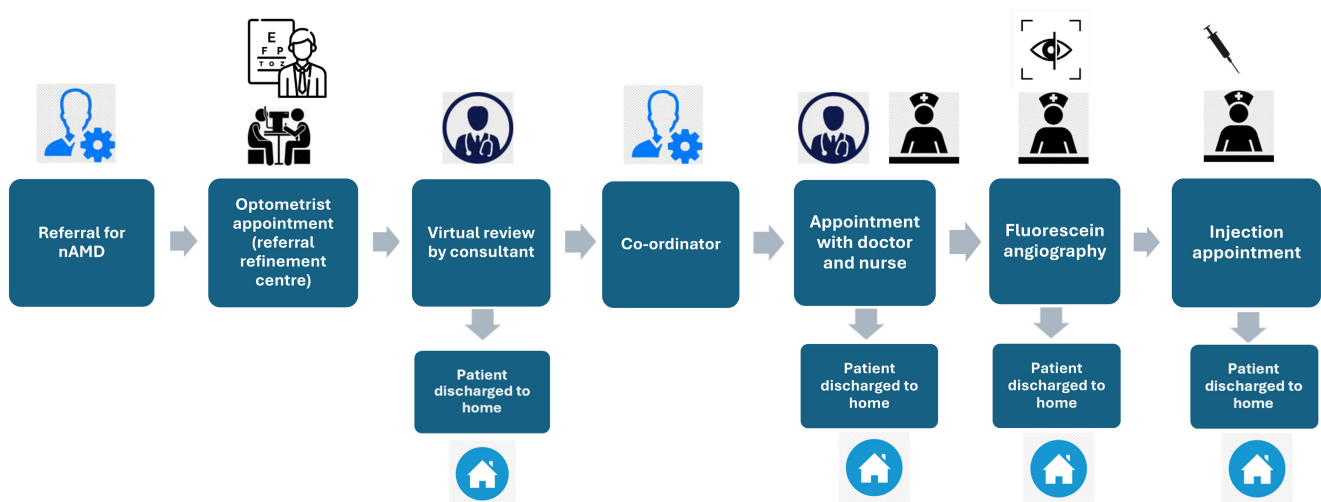 E
F P
T O Z
Referral for
nAMD
Optometrist
appointment
(referral
refinement
centre)
Virtual review
by consultant
Co-ordinator
Appointment
with doctor
and nurse
Fluorescein
angiography
Injection
appointment
Patient
discharged to
home
Patient
discharged to
home
Patient
discharged to
home
Patient
discharged to
home